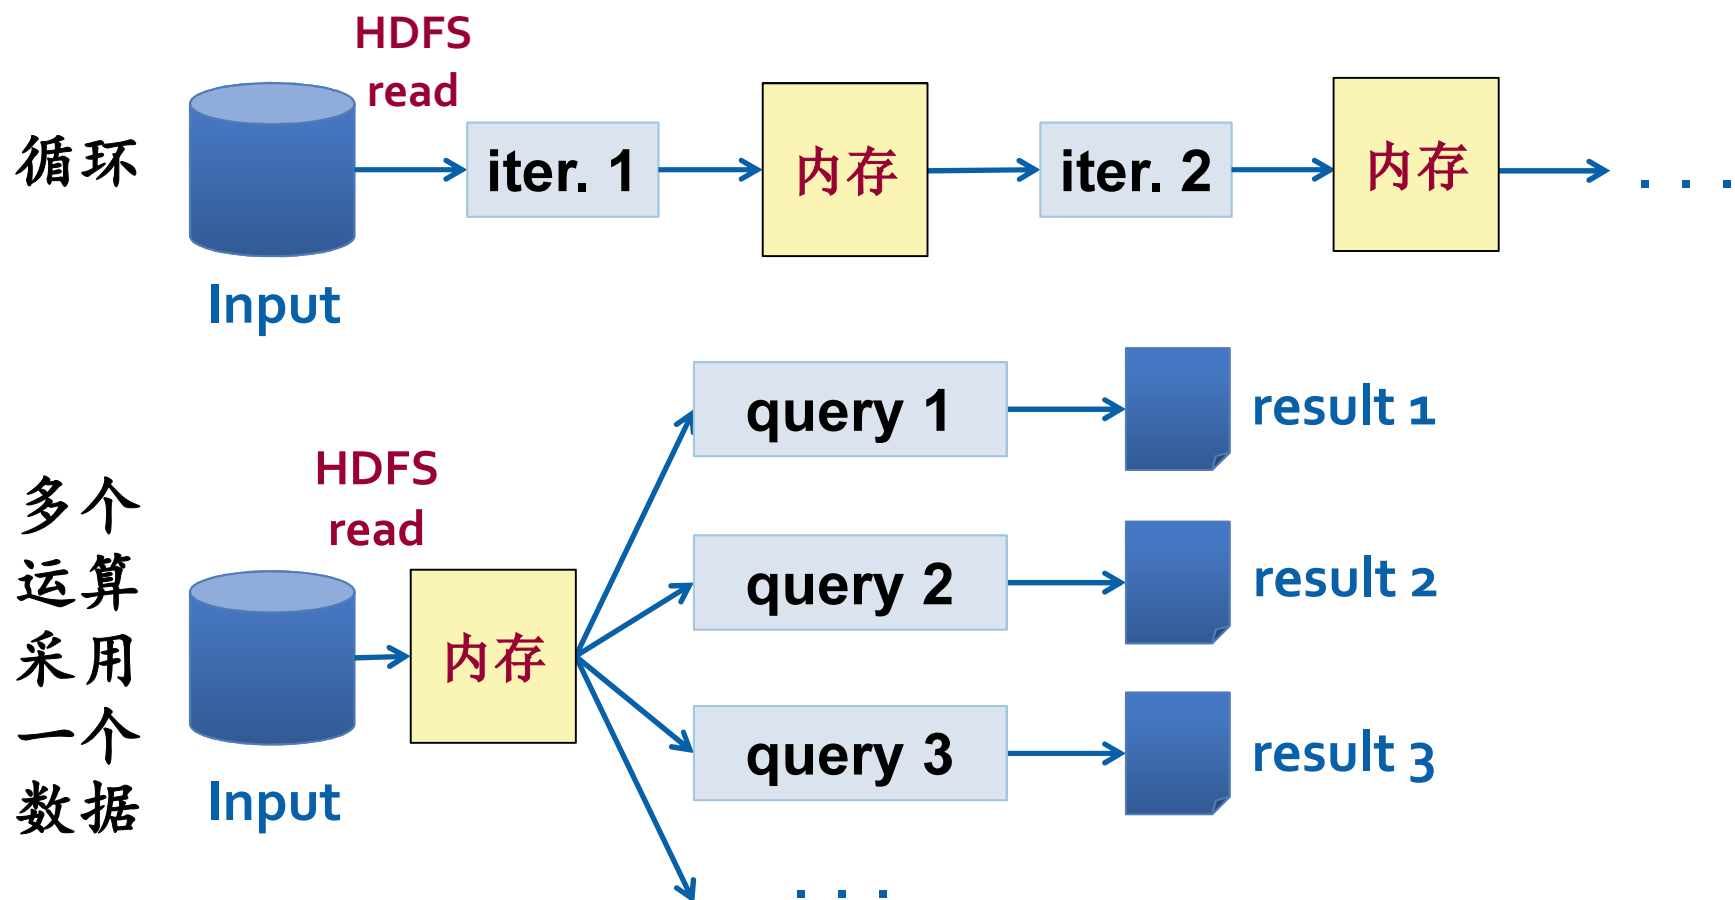 HDFS
read
循环
iter. 1
内存
iter. 2
内存
. . .
Input
query 1
result 1
HDFS
read
多个
运算
采用
一个
数据
内存
query 2
result 2
query 3
result 3
Input
. . .